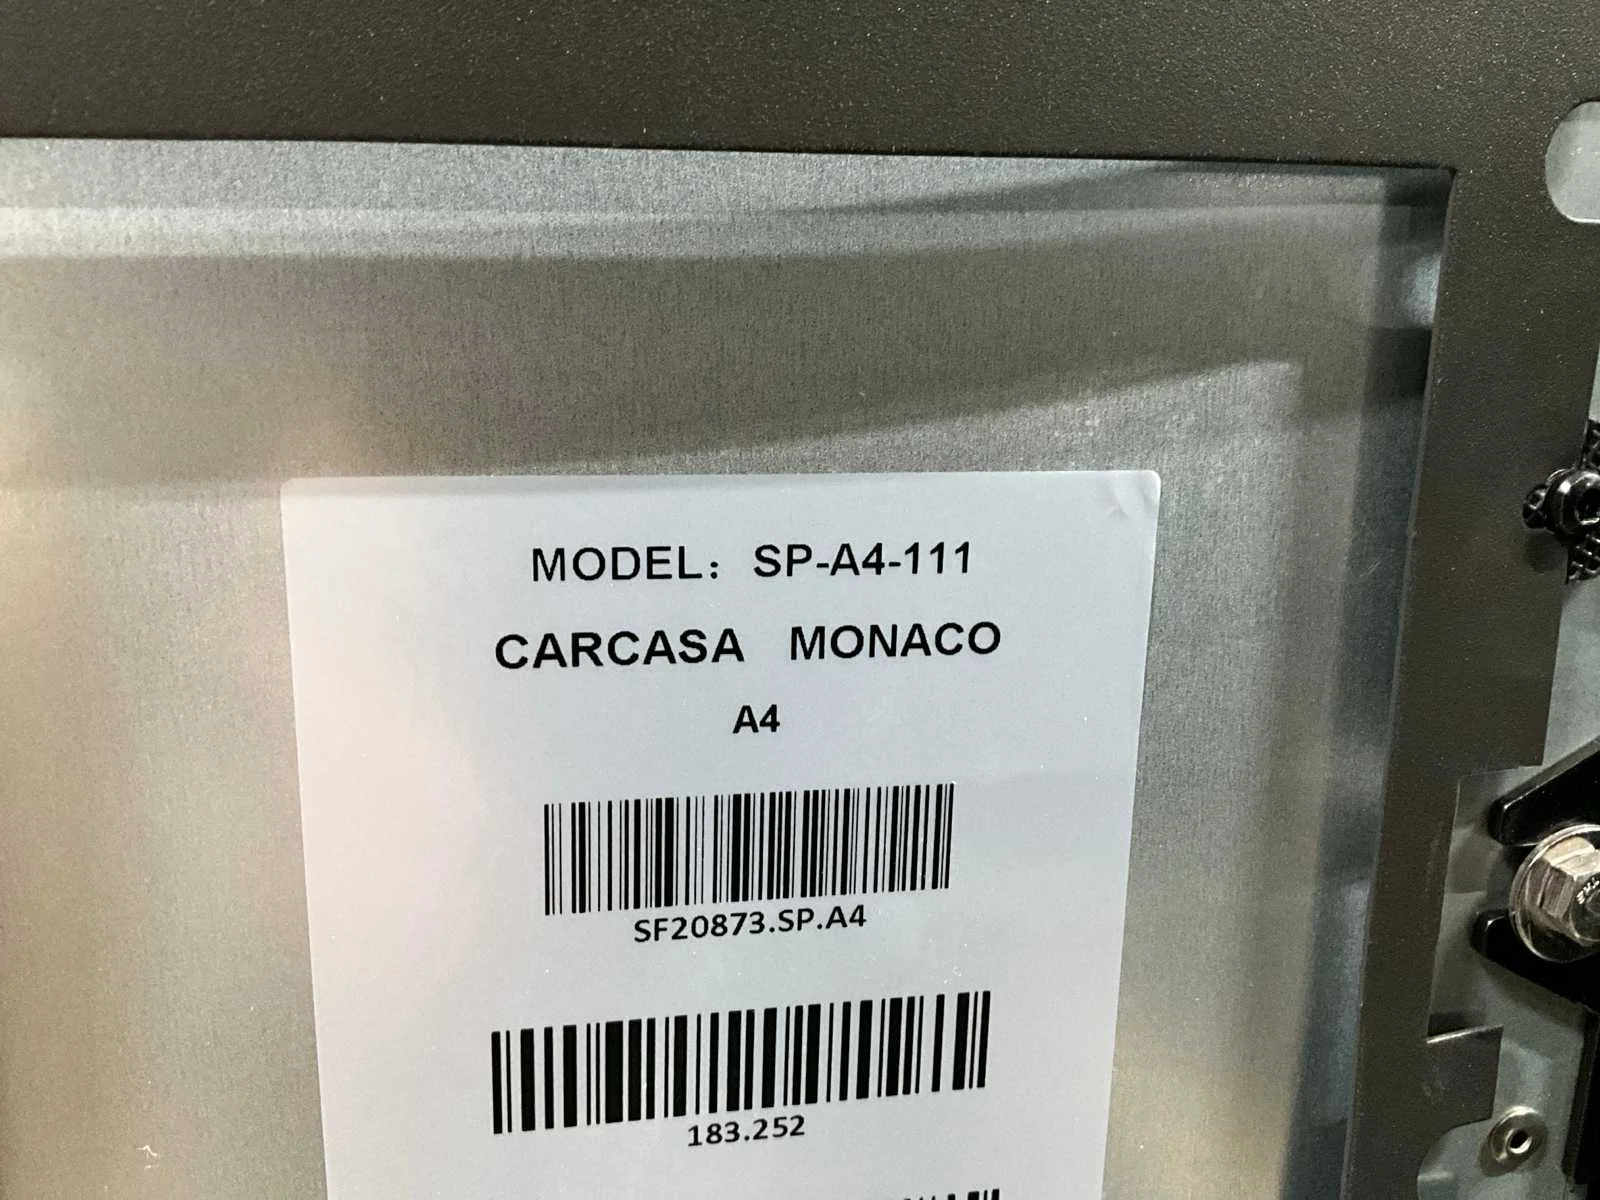 MODEL: SP-A4-111
CARCASA MONACO
A4
SF20873.SP.A4
183.252